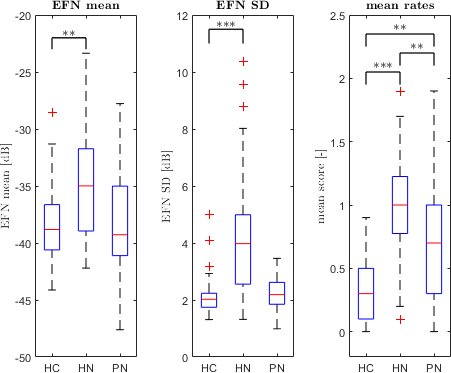 EFN mean
EFN SD
mean rates
-20
-25
-30
-35
-40
-45
-50
EFN mean [dB]
**
HC
HN
PN
12
10
8
6
4
2
0
EFN SD [dB]
***
HC
HN
PN
2.5
2
1.5
1
0.5
0
mean score [-]
**
**
***
HC
HN
PN